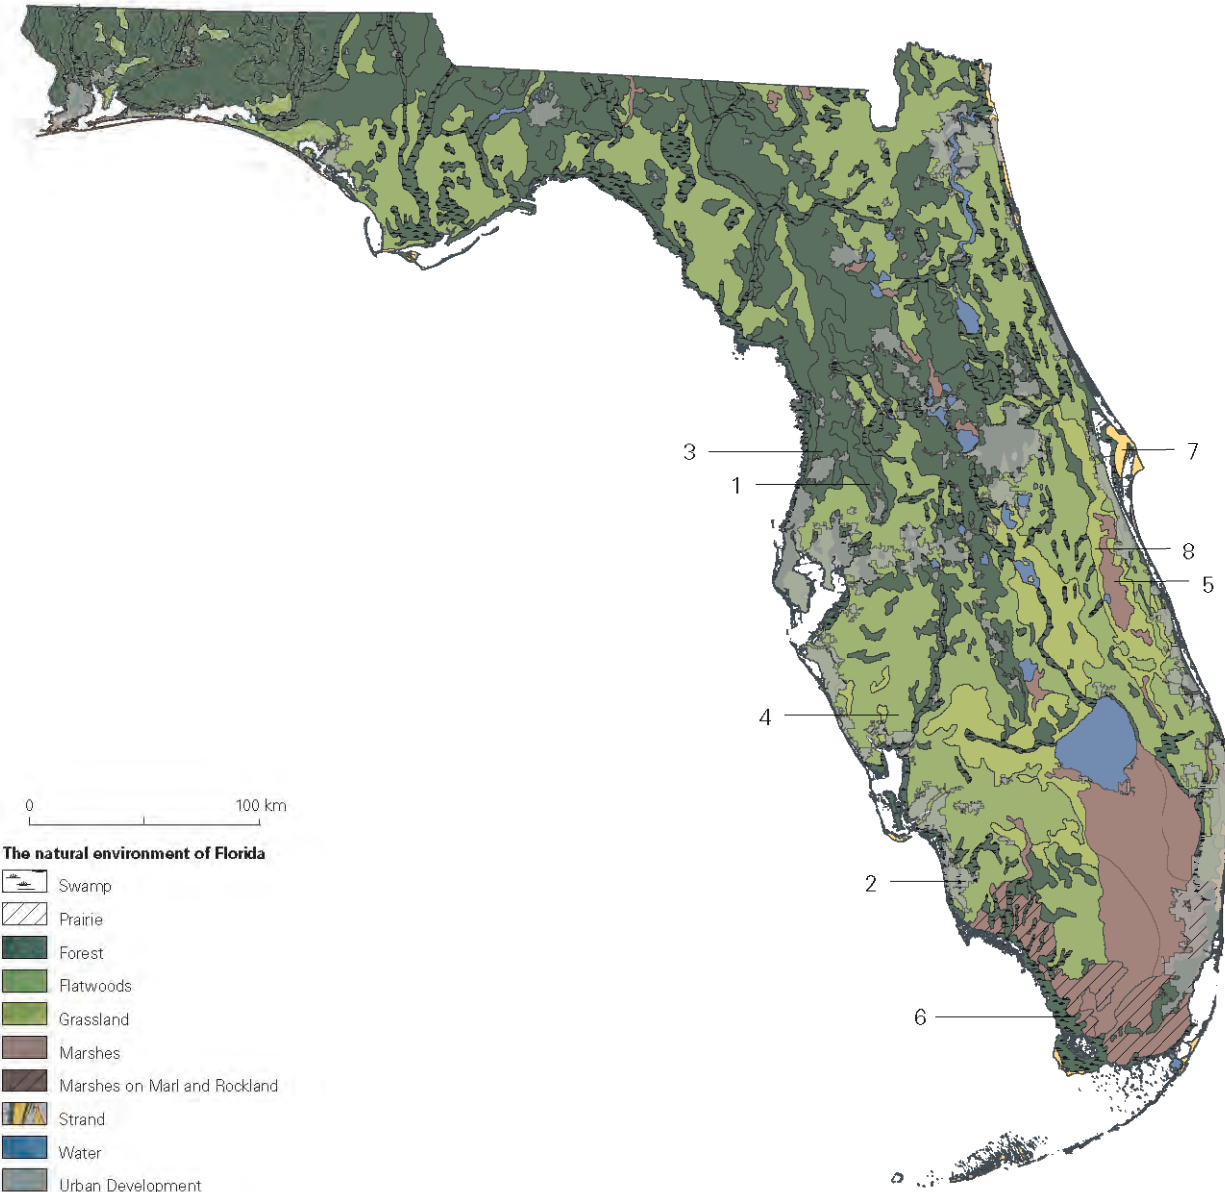 3
7
1
8
5
4
0 100 km
The natural environment of Florida
Swamp
2
Prairie
Forest
Flatwoods
Grassland
6
Marshes
Marshes on Marl and Rockland
Strand
Water
Urban Development